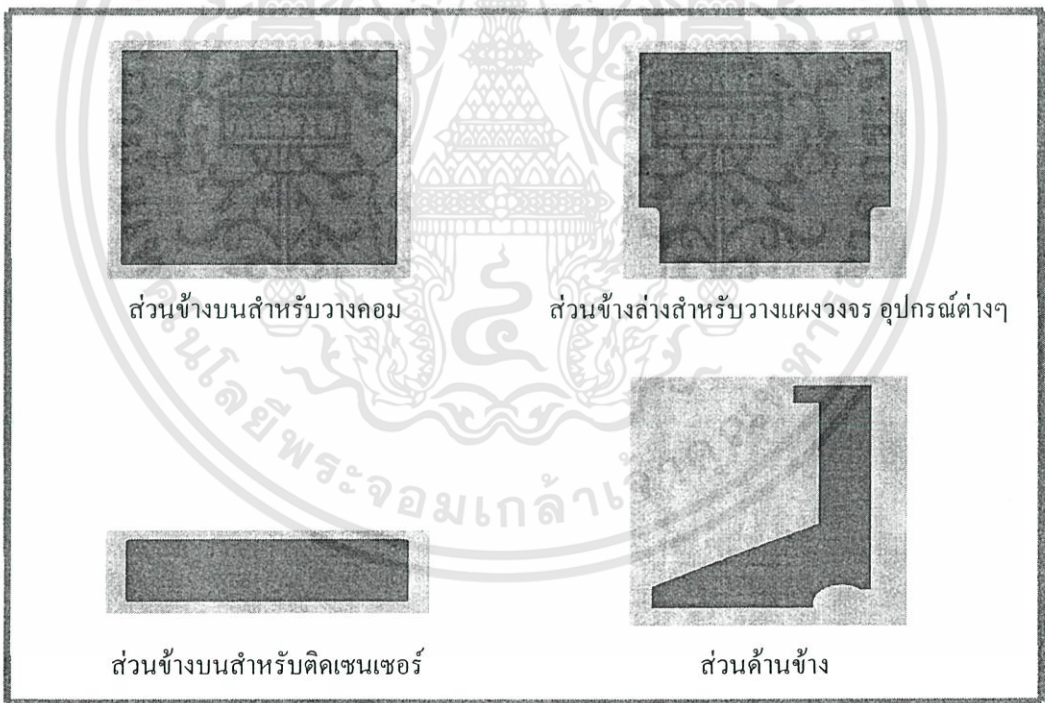 ส่วนข้างบนสำหรับวางคอม
ส่วนข้างล่างสำหรับวางแผงวงจร อุปกรณ์ต่างๆ
ส่วนข้างบนสำหรับติดเซนเซอร์
ส่วนด้านข้าง